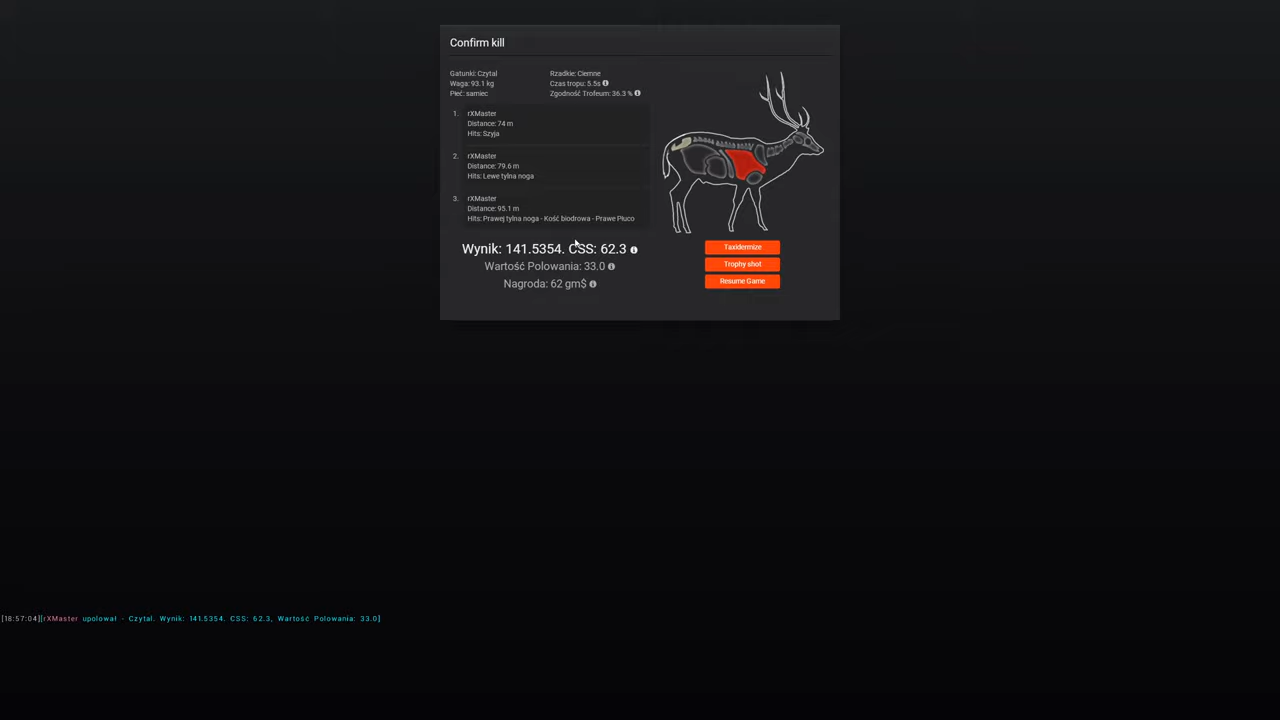 Confirm kill
Gatunki: Czytal
Waga: 93.1 kg
Płeć: samiec
Rzadkie: Ciemne
Czas tropu: 5.5s
Zgodność Trofeum: 36.3 %
1. rXMaster
Distance: 74 m
Hits: Szyja
2. rXMaster
Distance: 79.6 m
Hits: Lewe tylna noga
3. rXMaster
Distance: 95.1 m
Hits: Prawej tylna noga - Kość biodrowa - Prawe Płuco
Wynik: 141.5354. CSS: 62.3
Wartość Polowania: 33.0
Nagroda: 62 gm$
Taxidermize
Trophy shot
Resume Game
[18:57:04][rXMaster upolował - Czytal. Wynik: 141.5354. CSS: 62.3, Wartość Polowania: 33.0]